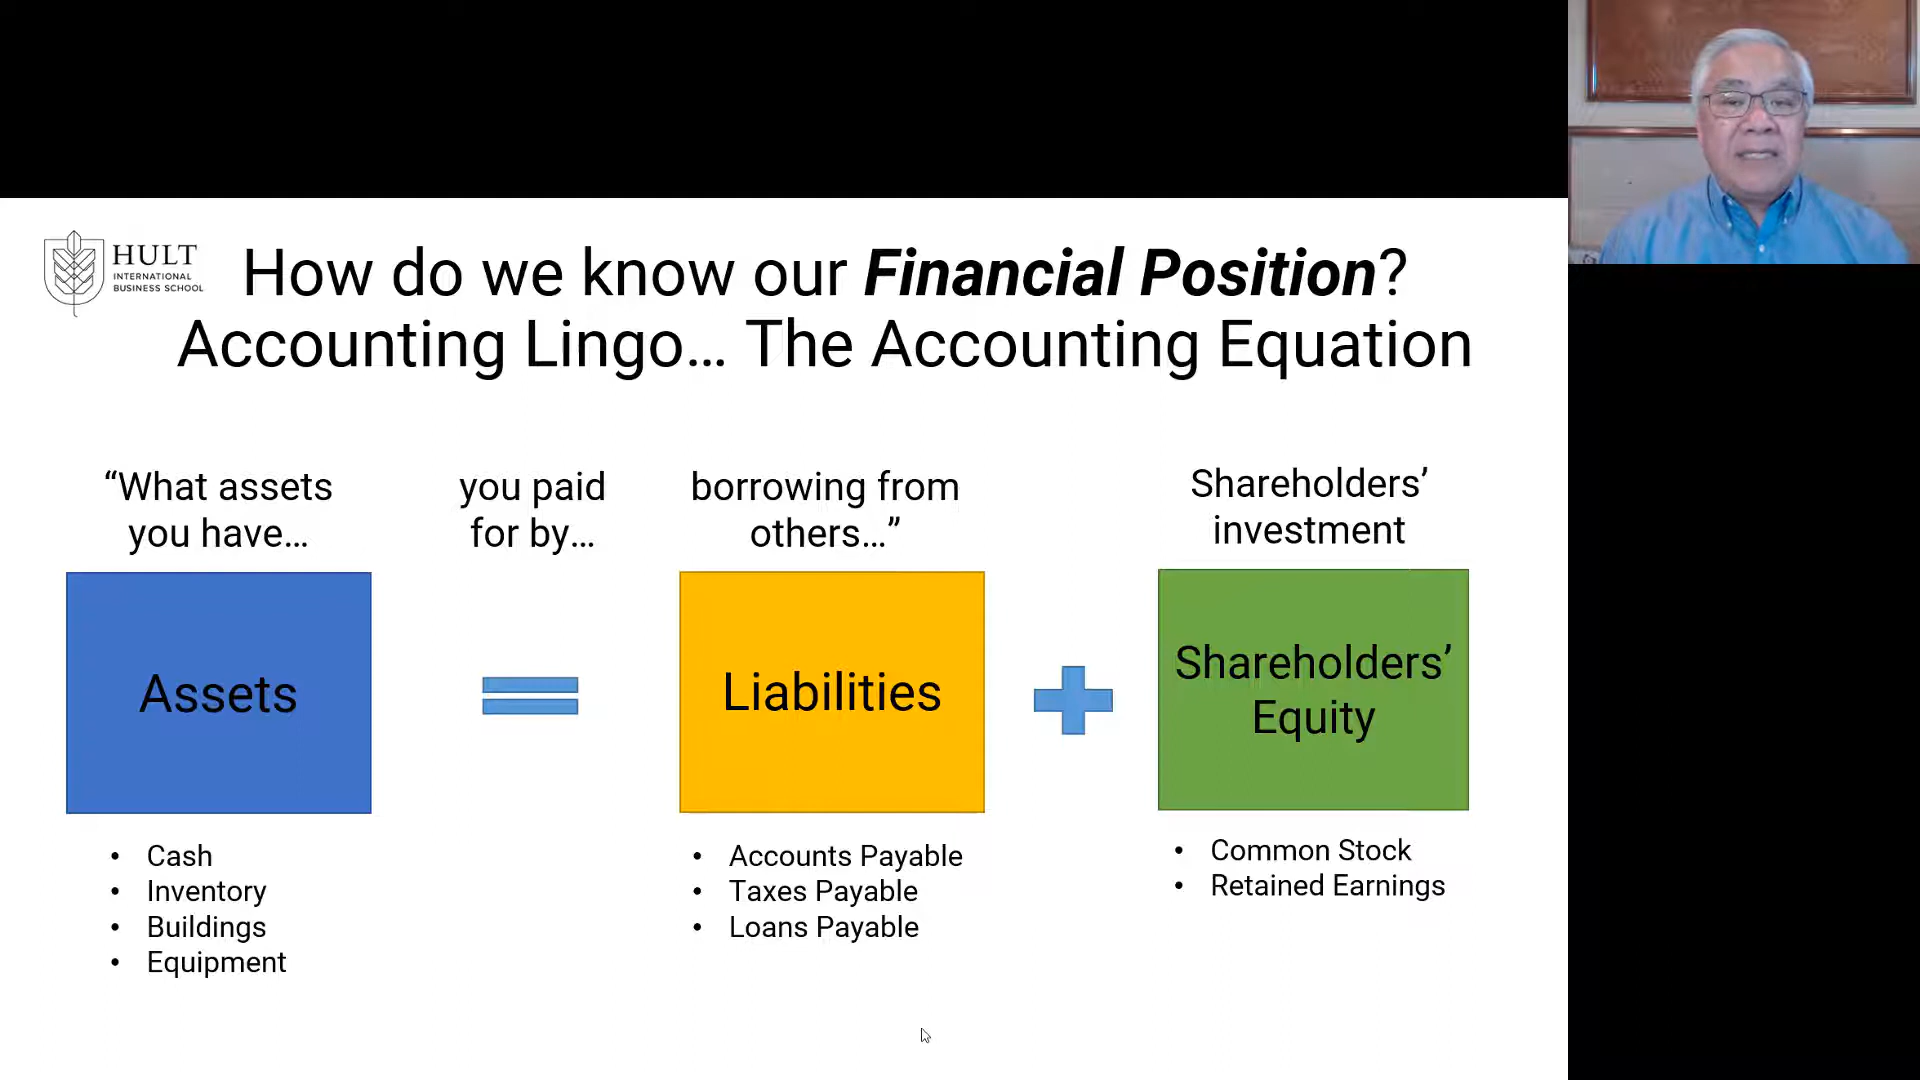 HULT
INTERNATIONAL
BUSINESS SCHOOL
How do we know our Financial Position?
Accounting Lingo… The Accounting Equation
“What assets
you have…
you paid
for by…
borrowing from
others…”
Shareholders’
investment
Assets
=
Liabilities
+
Shareholders’
Equity
• Cash
• Inventory
• Buildings
• Equipment
• Accounts Payable
• Taxes Payable
• Loans Payable
• Common Stock
• Retained Earnings